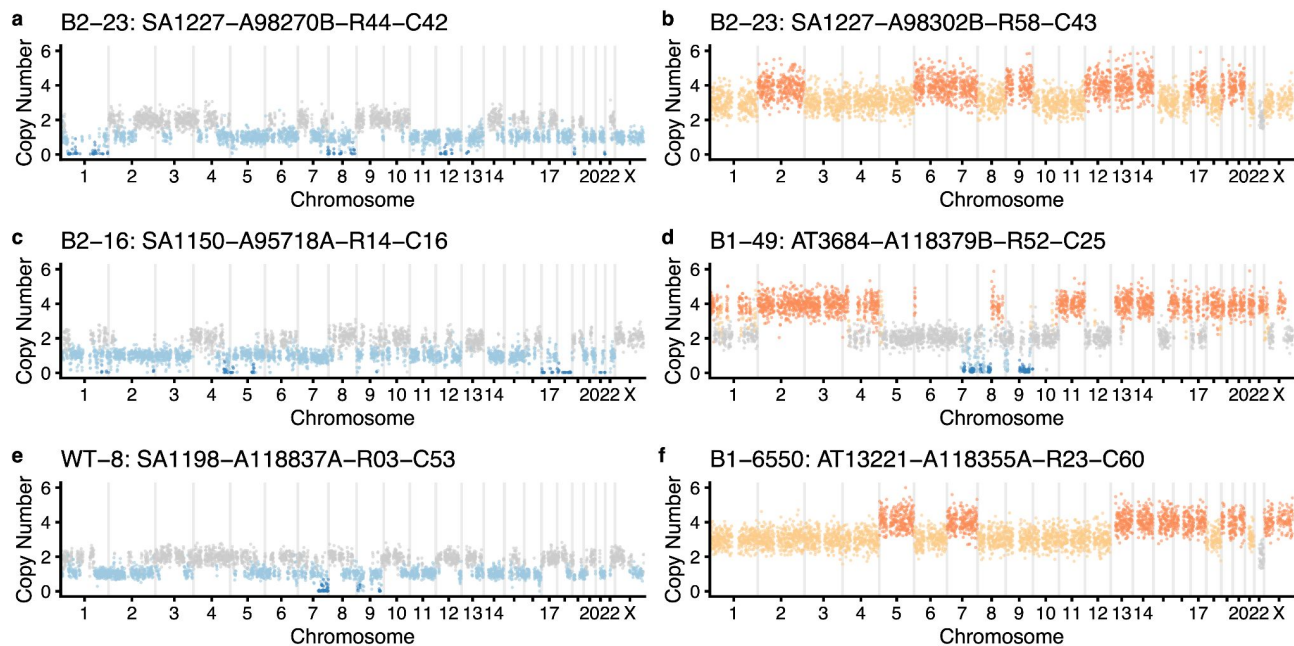 a B2−23: SA1227−A98270B−R44−C42
Copy Number
6
4
2
0
1 2 3 4 5 6 7 8 9 10 11 12 13 14 17 20 22 X
Chromosome
b B2−23: SA1227−A98302B−R58−C43
Copy Number
6
4
2
0
1 2 3 4 5 6 7 8 9 10 11 12 13 14 17 20 22 X
Chromosome
c B2−16: SA1150−A95718A−R14−C16
Copy Number
6
4
2
0
1 2 3 4 5 6 7 8 9 10 11 12 13 14 17 20 22 X
Chromosome
d B1−49: AT3684−A118379B−R52−C25
Copy Number
6
4
2
0
1 2 3 4 5 6 7 8 9 10 11 12 13 14 17 20 22 X
Chromosome
e WT−8: SA1198−A118837A−R03−C53
Copy Number
6
4
2
0
1 2 3 4 5 6 7 8 9 10 11 12 13 14 17 20 22 X
Chromosome
f B1−6550: AT13221−A118355A−R23−C60
Copy Number
6
4
2
0
1 2 3 4 5 6 7 8 9 10 11 12 13 14 17 20 22 X
Chromosome